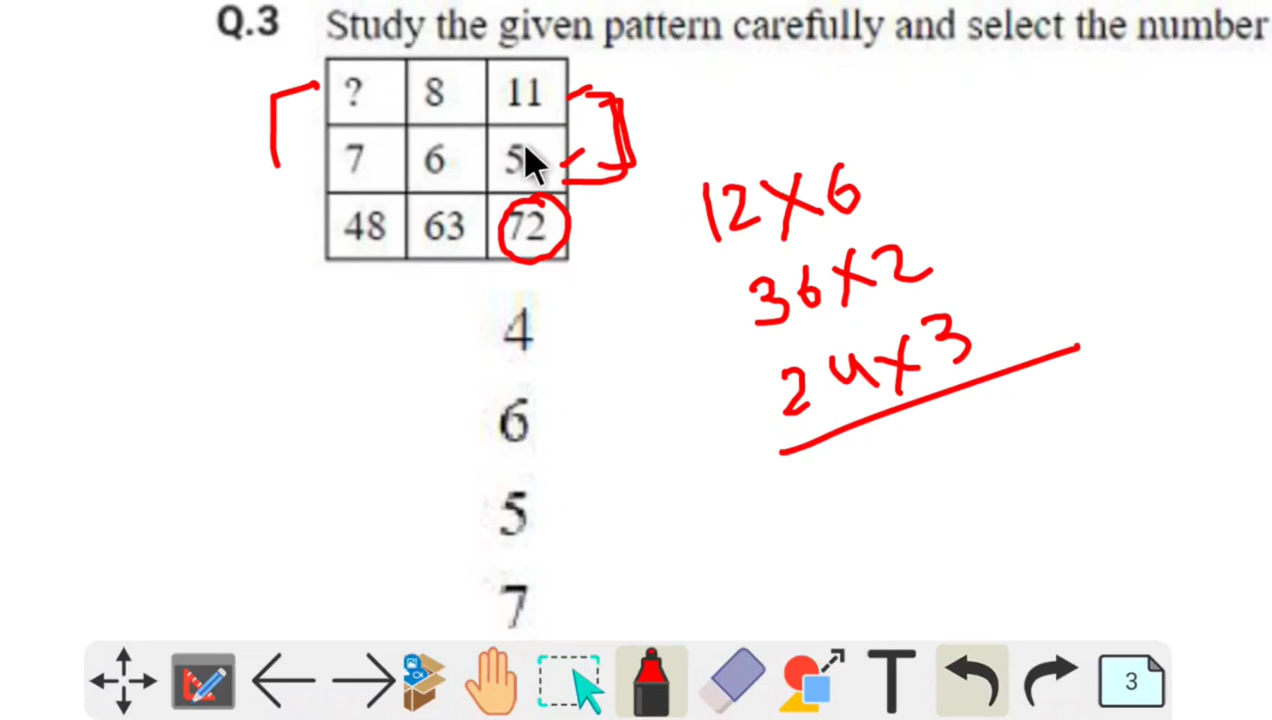 Q.3 Study the given pattern carefully and select the number
? 8 11
7 6 5
48 63 72
12X6
36X2
24X3
4
6
5
7
T
3